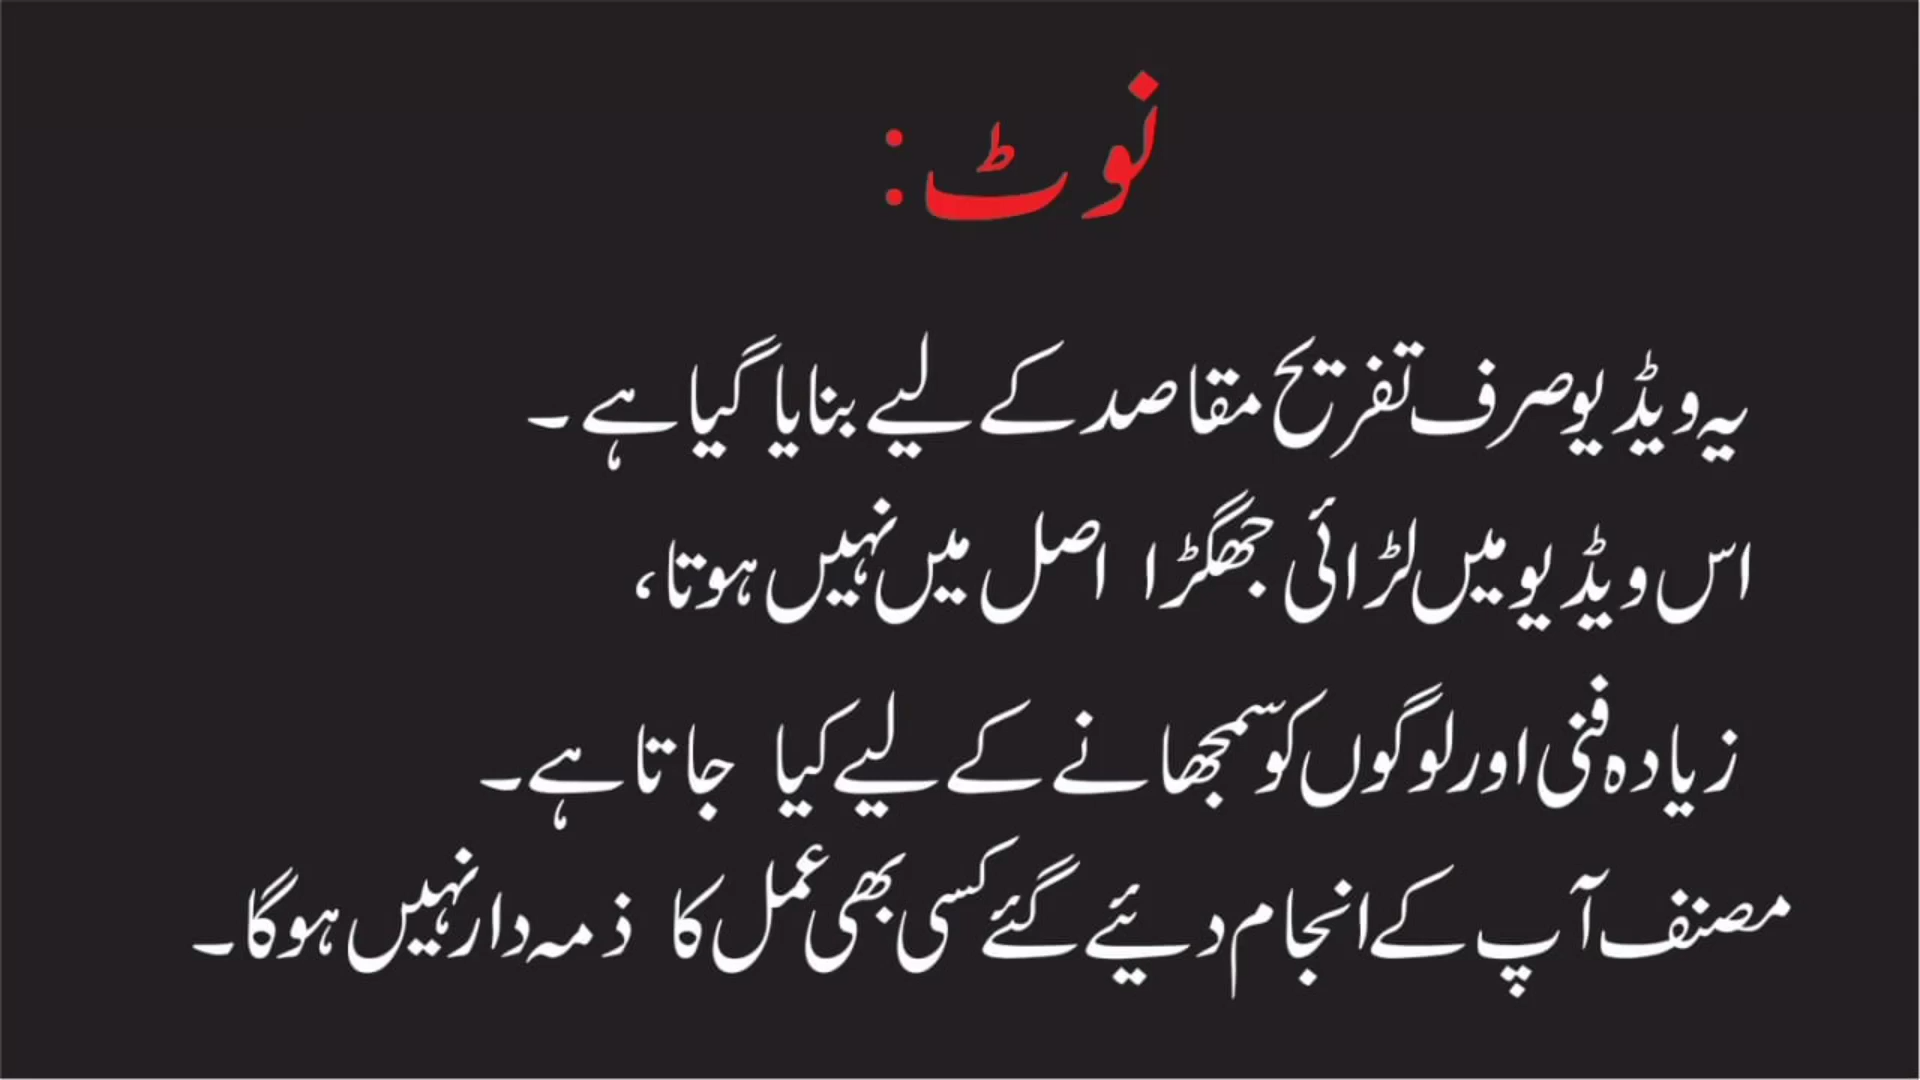 نوٹ:
یہ ویڈیو صرف تفریح مقاصد کے لیے بنایا گیا ہے۔
اس ویڈیو میں لڑائی جھگڑا اصل میں نہیں ہوتا،
زیادہ فنی اور لوگوں کو سمجھانے کے لیے کیا جاتا ہے۔
مصنف آپ کے انجام دیئے گئے کسی بھی عمل کا ذمہ دار نہیں ہوگا۔